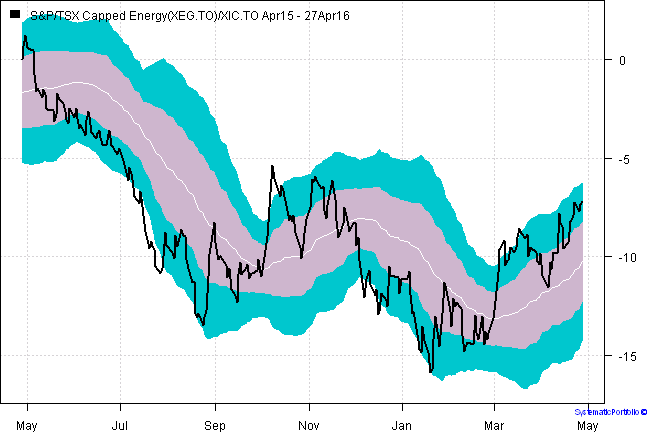 S&P/TSX Capped Energy(XEG.TO)/XIC.TO Apr15 - 27Apr16
0
-5
-10
-15
SystematicPortfolio ©
May Jul Sep Nov Jan Mar May